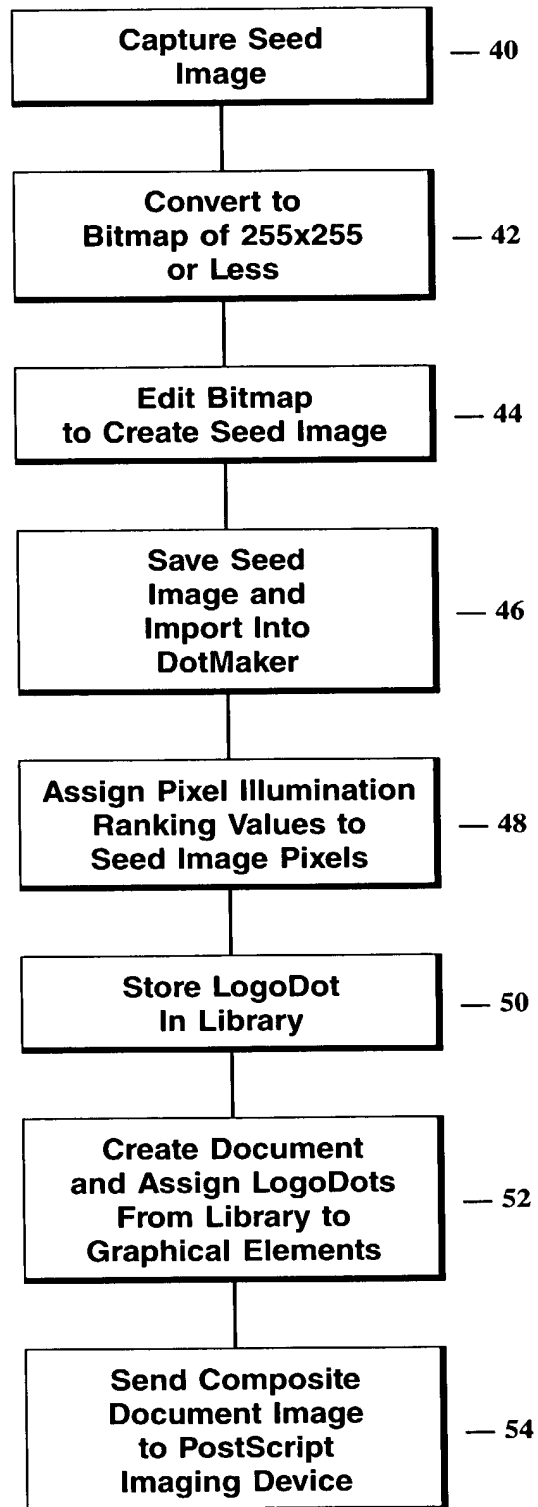 Capture Seed
Image
— 40
Convert to
Bitmap of 255x255
or Less
— 42
Edit Bitmap
to Create Seed Image
— 44
Save Seed
Image and
Import Into
DotMaker
— 46
Assign Pixel Illumination
Ranking Values to
Seed Image Pixels
— 48
Store LogoDot
In Library
— 50
Create Document
and Assign LogoDots
From Library to
Graphical Elements
— 52
Send Composite
Document Image
to PostScript
Imaging Device
— 54